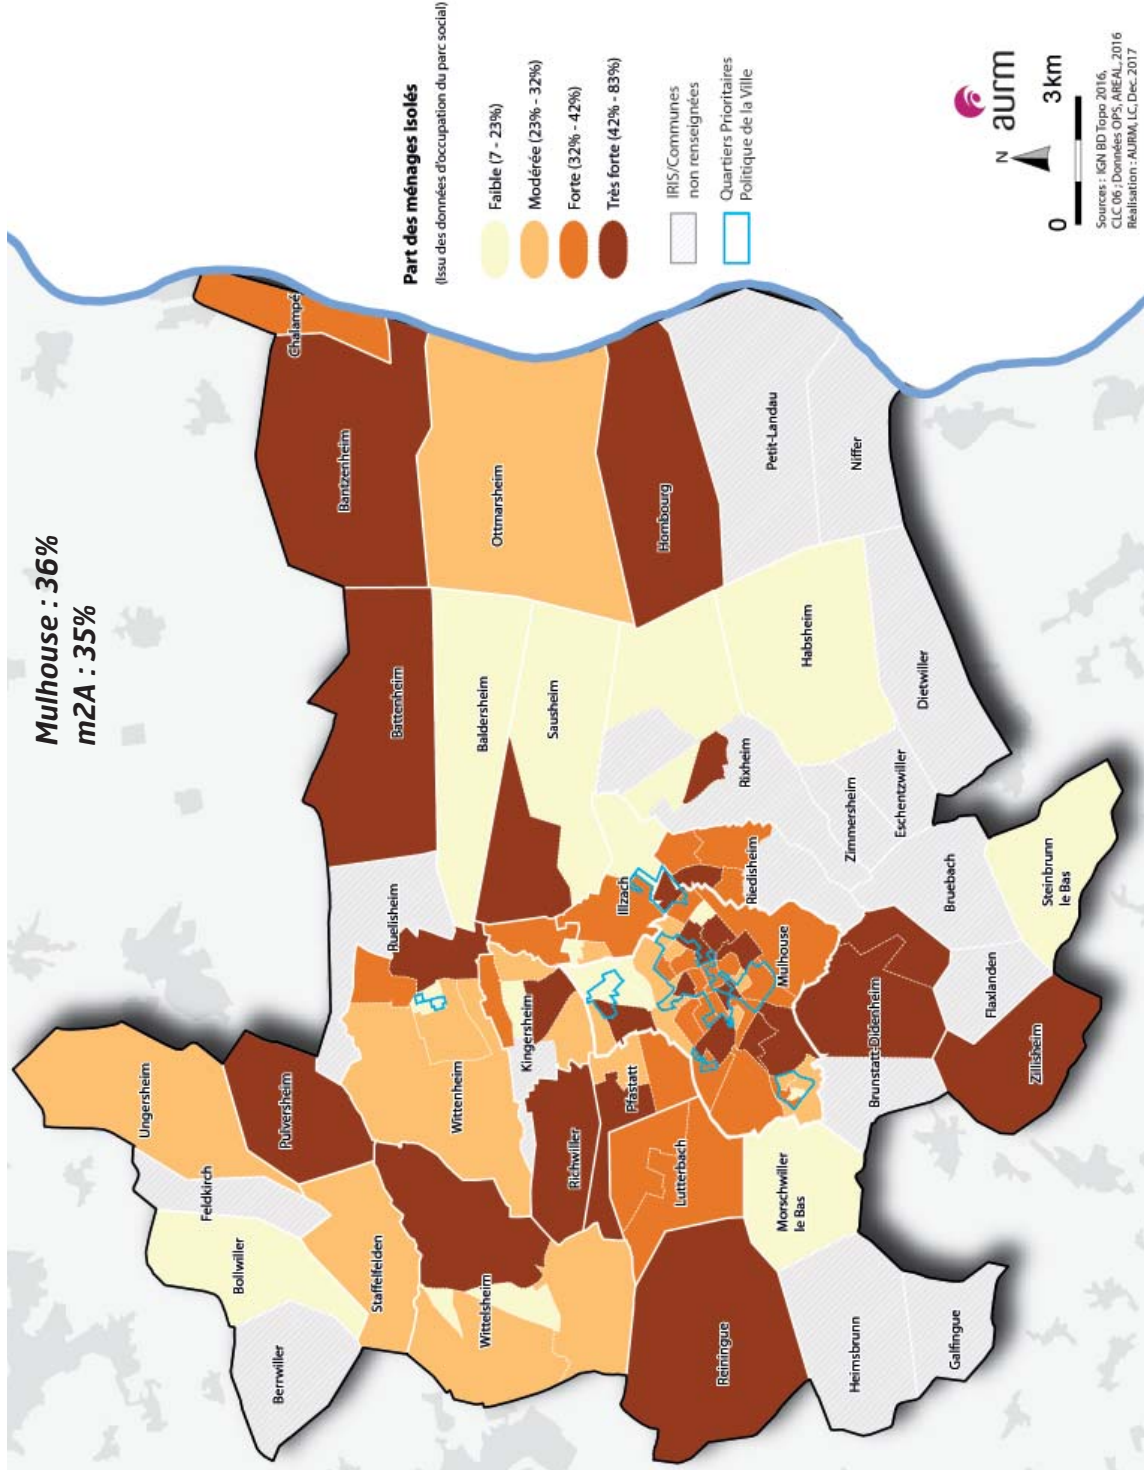 Mulhouse : 36%
m2A : 35%
Part des ménages isolés
(Issu des données d'occupation du parc social)
Faible (7 - 23%)
Modérée (23% - 32%)
Forte (32% - 42%)
Très forte (42% - 83%)
IRIS/Communes
non renseignées
Quartiers Prioritaires
Politique de la Ville
N
aurm
0
3km
Sources : IGN BD Topo 2016,
CLC 06 ; Données OPS, AREAL, 2016
Réalisation : AURM, LC, Dec. 2017
Ungersheim
Feldkirch
Bollwiller
Berrwiller
Pulversheim
Staffelfelden
Wittelsheim
Wittenheim
Ruelisheim
Battenheim
Bantzenheim
Chalampé
Baldersheim
Ottmarsheim
Sausheim
Kingersheim
Richwiller
Illzach
Pfastatt
Lutterbach
Hombourg
Reiningue
Rixheim
Riedisheim
Mulhouse
Petit-Landau
Habsheim
Morschwiller
le Bas
Zimmersheim
Niffer
Heimsbrunn
Brunstatt-Didenheim
Eschentzwiller
Dietwiller
Galfingue
Bruebach
Flaxlanden
Zillisheim
Steinbrunn
le Bas